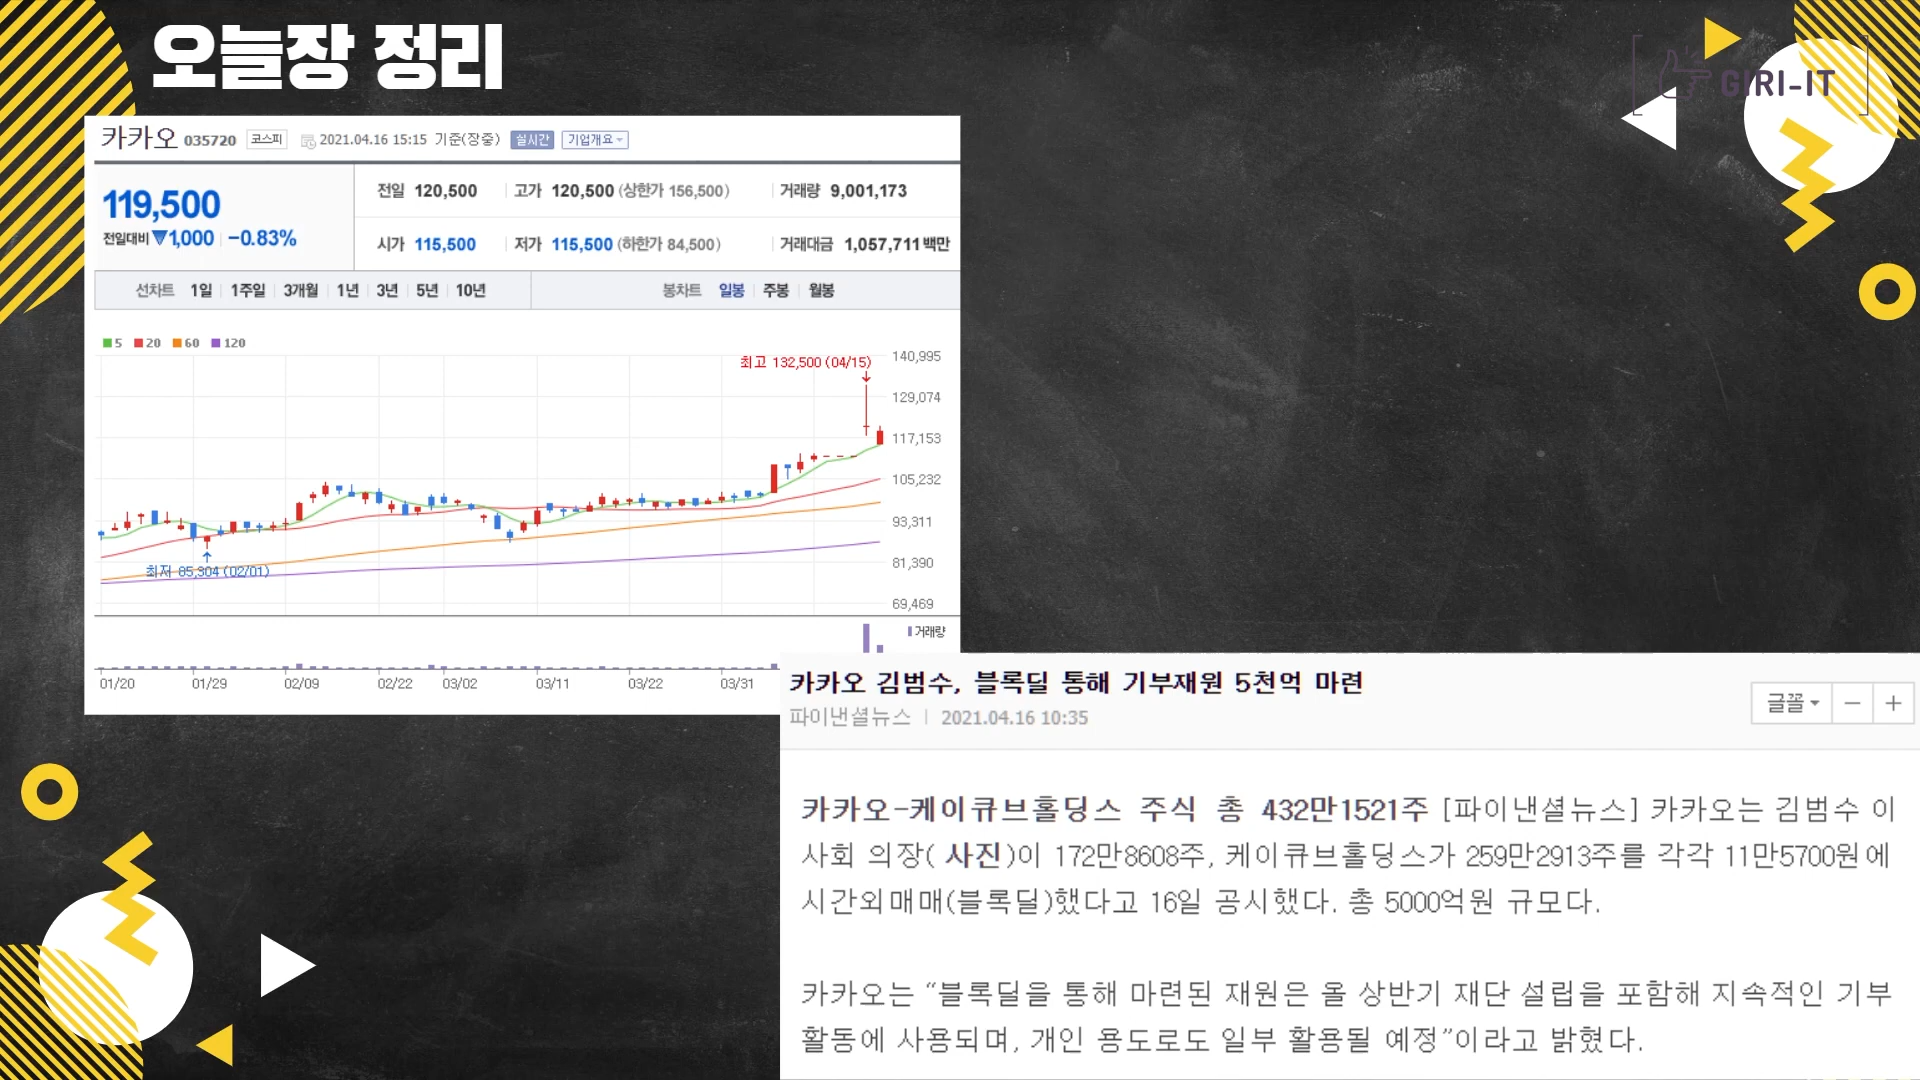 오늘장 정리
GIRI-IT
카카오 035720 코스피 2021.04.16 15:15 기준(장중) 실시간 기업개요
119,500
전일대비 ▼1,000 -0.83%
전일 120,500 고가 120,500 (상한가 156,500) 거래량 9,001,173
시가 115,500 저가 115,500 (하한가 84,500) 거래대금 1,057,711 백만
선차트 1일 1주일 3개월 1년 3년 5년 10년 봉차트 일봉 주봉 월봉
5 20 60 120
최고 132,500 (04/15)
140,995
129,074
117,153
105,232
93,311
81,390
69,469
최저 85,304 (02/01)
거래량
01/20 01/29 02/09 02/22 03/02 03/11 03/22 03/31
카카오 김범수, 블록딜 통해 기부재원 5천억 마련
파이낸셜뉴스 | 2021.04.16 10:35
글꼴 - +
카카오-케이큐브홀딩스 주식 총 432만1521주 [파이낸셜뉴스] 카카오는 김범수 이
사회 의장( 사진)이 172만8608주, 케이큐브홀딩스가 259만2913주를 각각 11만5700원에
시간외매매(블록딜)했다고 16일 공시했다. 총 5000억원 규모다.
카카오는 “블록딜을 통해 마련된 재원은 올 상반기 재단 설립을 포함해 지속적인 기부
활동에 사용되며, 개인 용도로도 일부 활용될 예정”이라고 밝혔다.